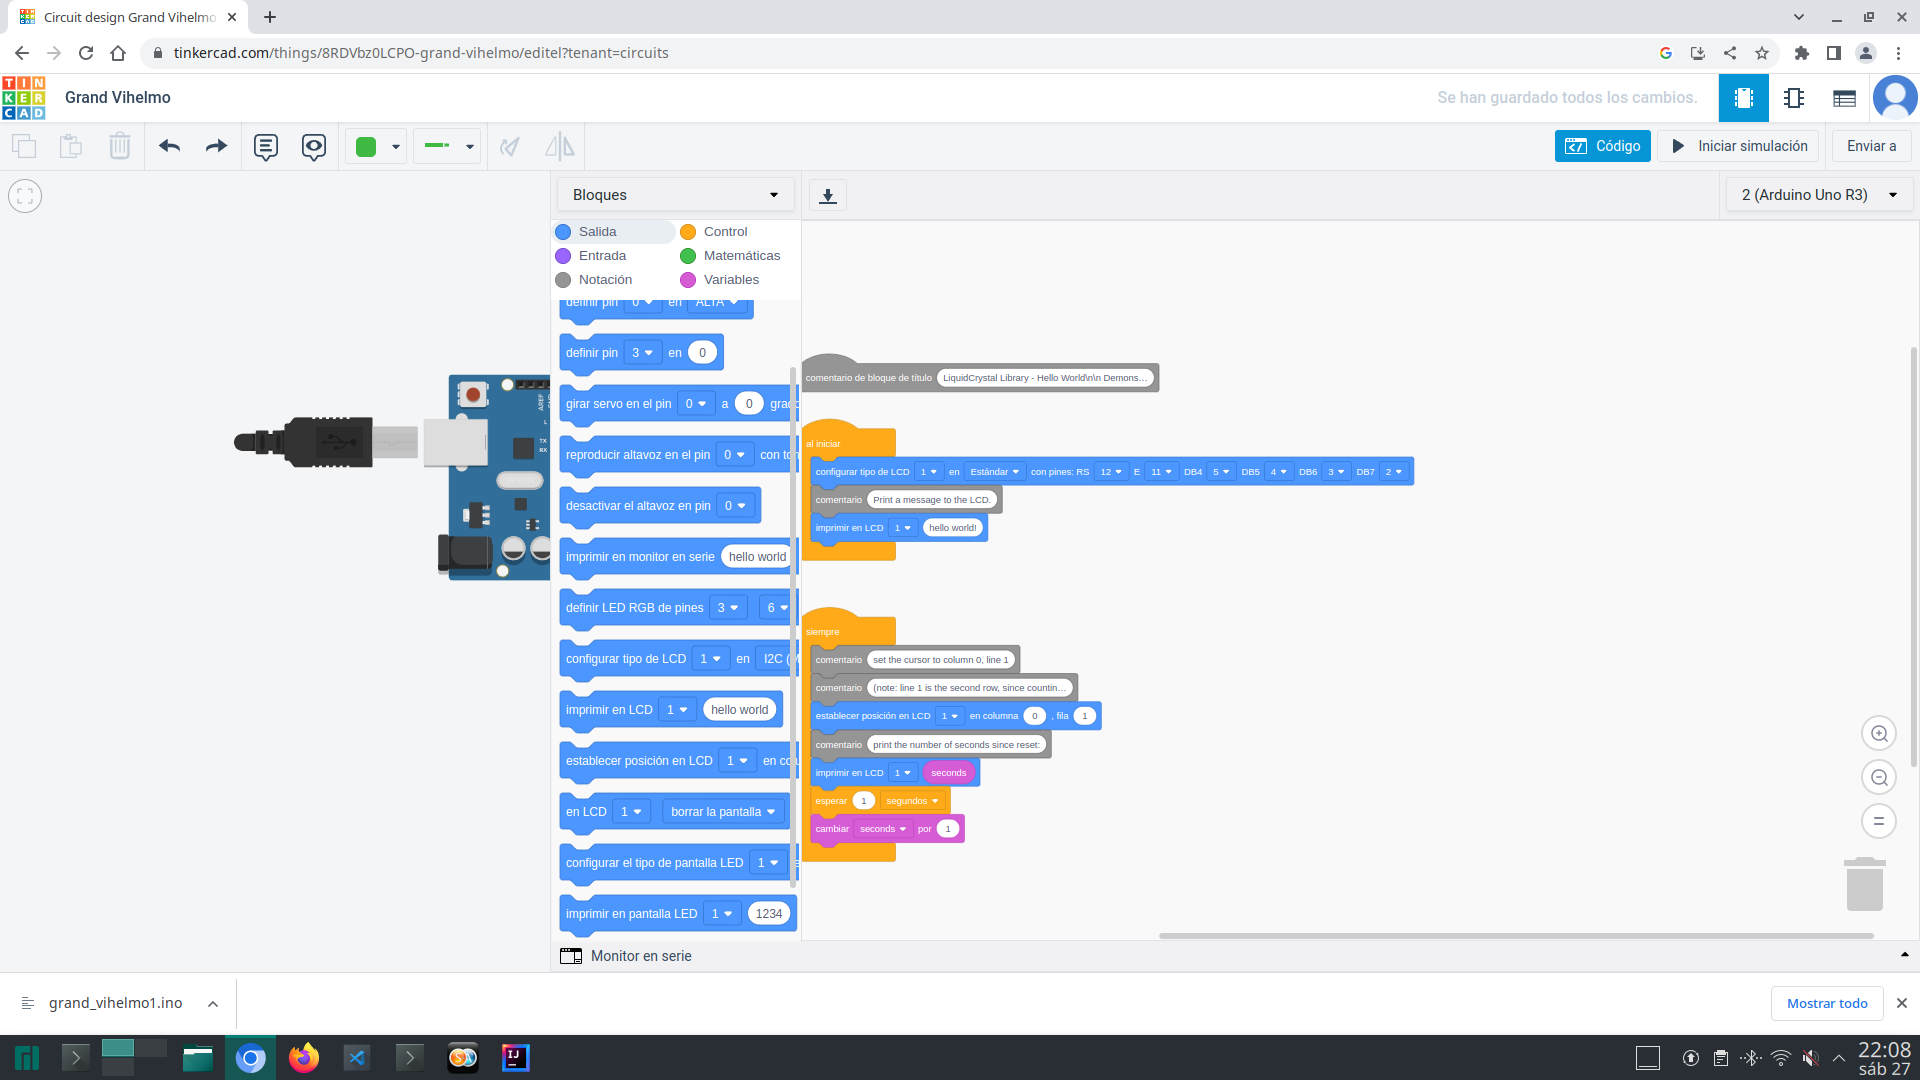 Circuit design Grand Vihelmo
tinkercad.com/things/8RDVbz0LCPO-grand-vihelmo/editel?tenant=circuits
TIN
KER
CAD
Grand Vihelmo
Se han guardado todos los cambios.
Código
Iniciar simulación
Enviar a
Bloques
2 (Arduino Uno R3)
Salida
Control
Entrada
Matemáticas
Notación
Variables
definir pin 0 en ALTA
definir pin 3 en 0
girar servo en el pin 0 a 0 grad
reproducir altavoz en el pin 0 con to
desactivar el altavoz en pin 0
imprimir en monitor en serie hello world
definir LED RGB de pines 3 6
configurar tipo de LCD 1 en I2C (
imprimir en LCD 1 hello world
establecer posición en LCD 1 en co
en LCD 1 borrar la pantalla
configurar el tipo de pantalla LED 1
imprimir en pantalla LED 1 1234
AREF
L
TX
RX
comentario de bloque de título LiquidCrystal Library - Hello World\n\n Demons...
al iniciar
configurar tipo de LCD 1 en Estándar con pines: RS 12 E 11 DB4 5 DB5 4 DB6 3 DB7 2
comentario Print a message to the LCD.
imprimir en LCD 1 hello world!
siempre
comentario set the cursor to column 0, line 1
comentario (note: line 1 is the second row, since countin...
establecer posición en LCD 1 en columna 0 , fila 1
comentario print the number of seconds since reset:
imprimir en LCD 1 seconds
esperar 1 segundos
cambiar seconds por 1
Monitor en serie
grand_vihelmo1.ino
Mostrar todo
IJ
22:08
sáb 27